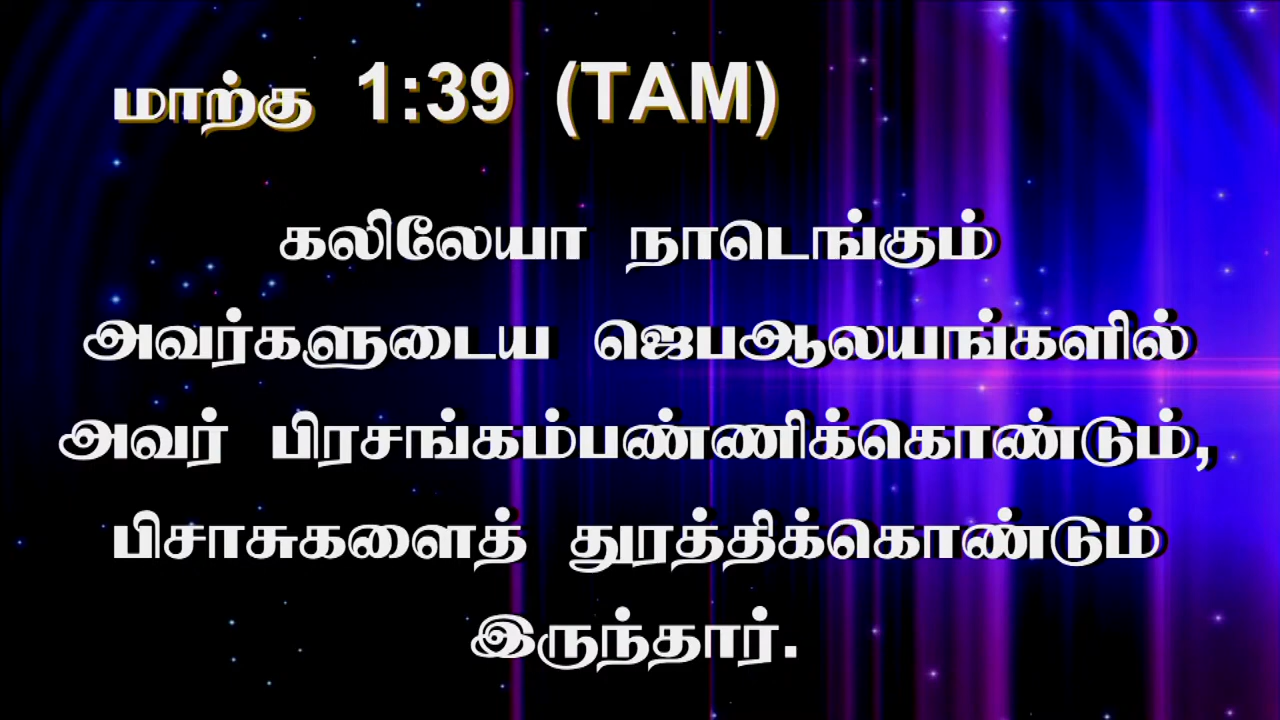 மாற்கு 1:39 (TAM)
கலிலேயா நாடெங்கும்
அவர்களுடைய ஜெபஆலயங்களில்
அவர் பிரசங்கம்பண்ணிக்கொண்டும்,
பிசாசுகளைத் துரத்திக்கொண்டும்
இருந்தார்.